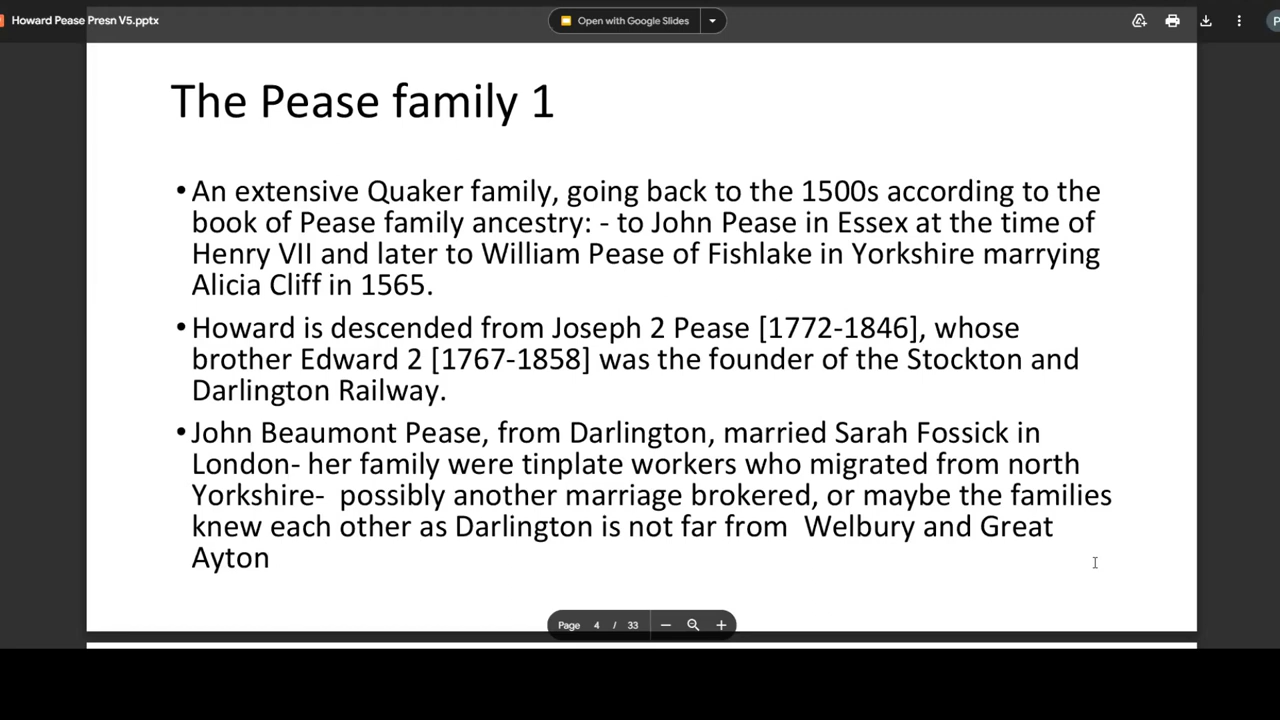 Howard Pease Presn V5.pptx
Open with Google Slides
The Pease family 1
• An extensive Quaker family, going back to the 1500s according to the
book of Pease family ancestry: - to John Pease in Essex at the time of
Henry VII and later to William Pease of Fishlake in Yorkshire marrying
Alicia Cliff in 1565.
• Howard is descended from Joseph 2 Pease [1772-1846], whose
brother Edward 2 [1767-1858] was the founder of the Stockton and
Darlington Railway.
• John Beaumont Pease, from Darlington, married Sarah Fossick in
London- her family were tinplate workers who migrated from north
Yorkshire-  possibly another marriage brokered, or maybe the families
knew each other as Darlington is not far from  Welbury and Great
Ayton
Page 4 / 33